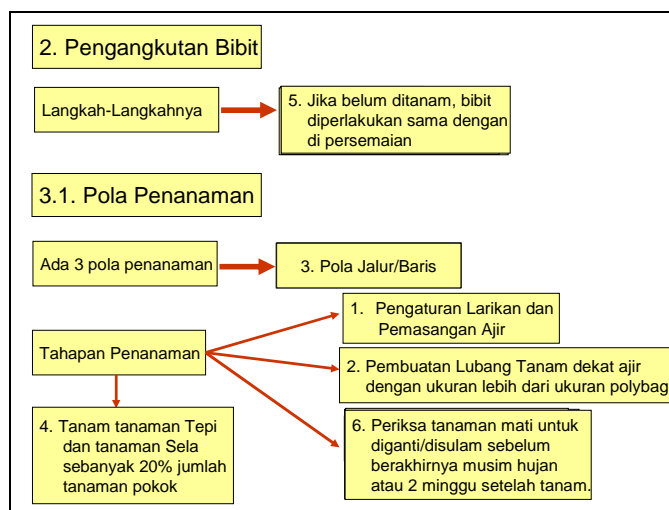 2. Pengangkutan Bibit
Langkah-Langkahnya
5. Jika belum ditanam, bibit
diperlakukan sama dengan
di persemaian
3.1. Pola Penanaman
Ada 3 pola penanaman
3. Pola Jalur/Baris
Tahapan Penanaman
1. Pengaturan Larikan dan
Pemasangan Ajir
2. Pembuatan Lubang Tanam dekat ajir
dengan ukuran lebih dari ukuran polybag
4. Tanam tanaman Tepi
dan tanaman Sela
sebanyak 20% jumlah
tanaman pokok
6. Periksa tanaman mati untuk
diganti/disulam sebelum
berakhirnya musim hujan
atau 2 minggu setelah tanam.